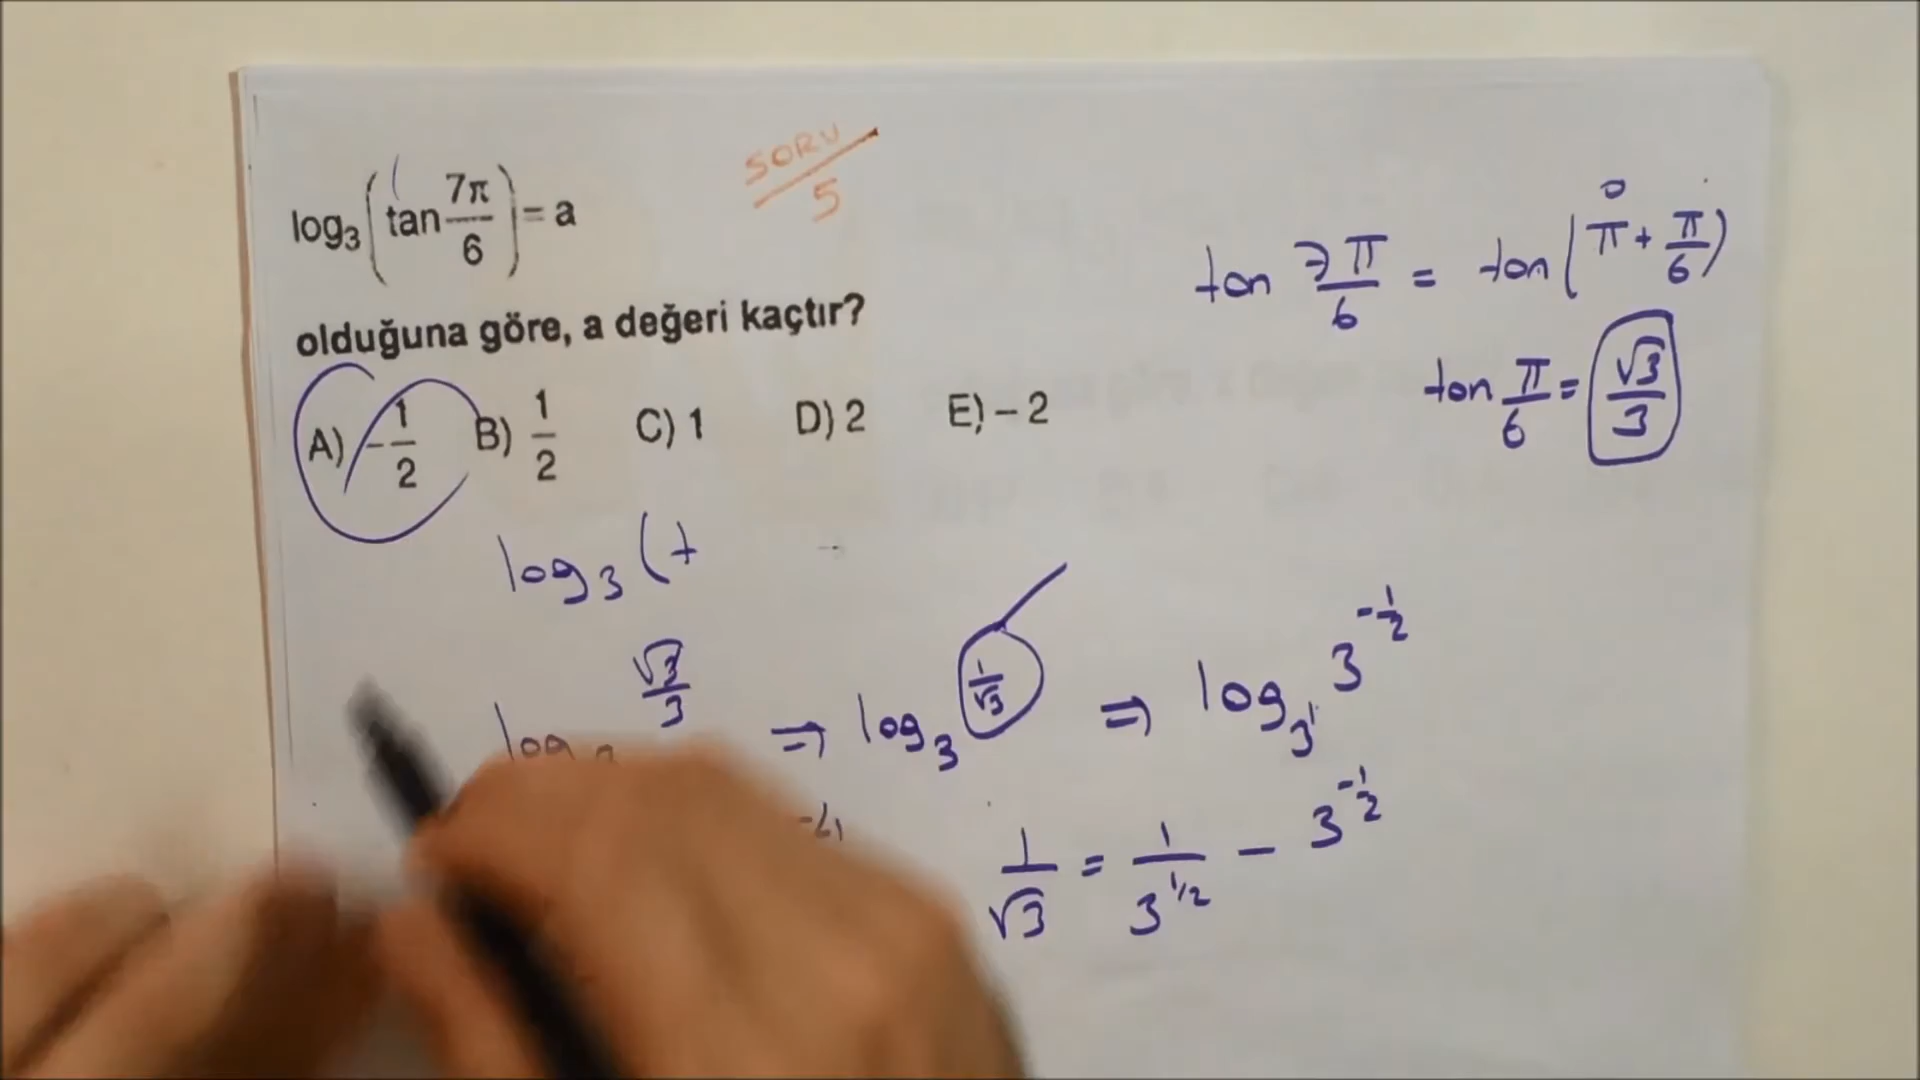 SORU
5
log₃(tan 7π/6) = a
olduğuna göre, a değeri kaçtır?
A) -1/2 B) 1/2 C) 1 D) 2 E) -2
tan 7π/6 = tan(π + π/6)
tan π/6 = √3/3
log₃(t
log √3/3 ⇒ log₃ 1/√3 ⇒ log₃¹ 3^(-1/2)
1/√3 = 1/3^(1/2) - 3^(-1/2)